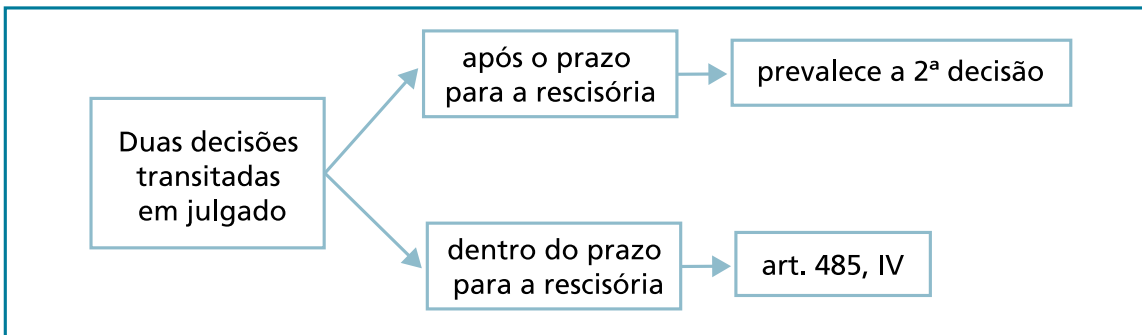 Duas decisões
transitadas
em julgado
após o prazo
para a rescisória
prevalece a 2ª decisão
dentro do prazo
para a rescisória
art. 485, IV